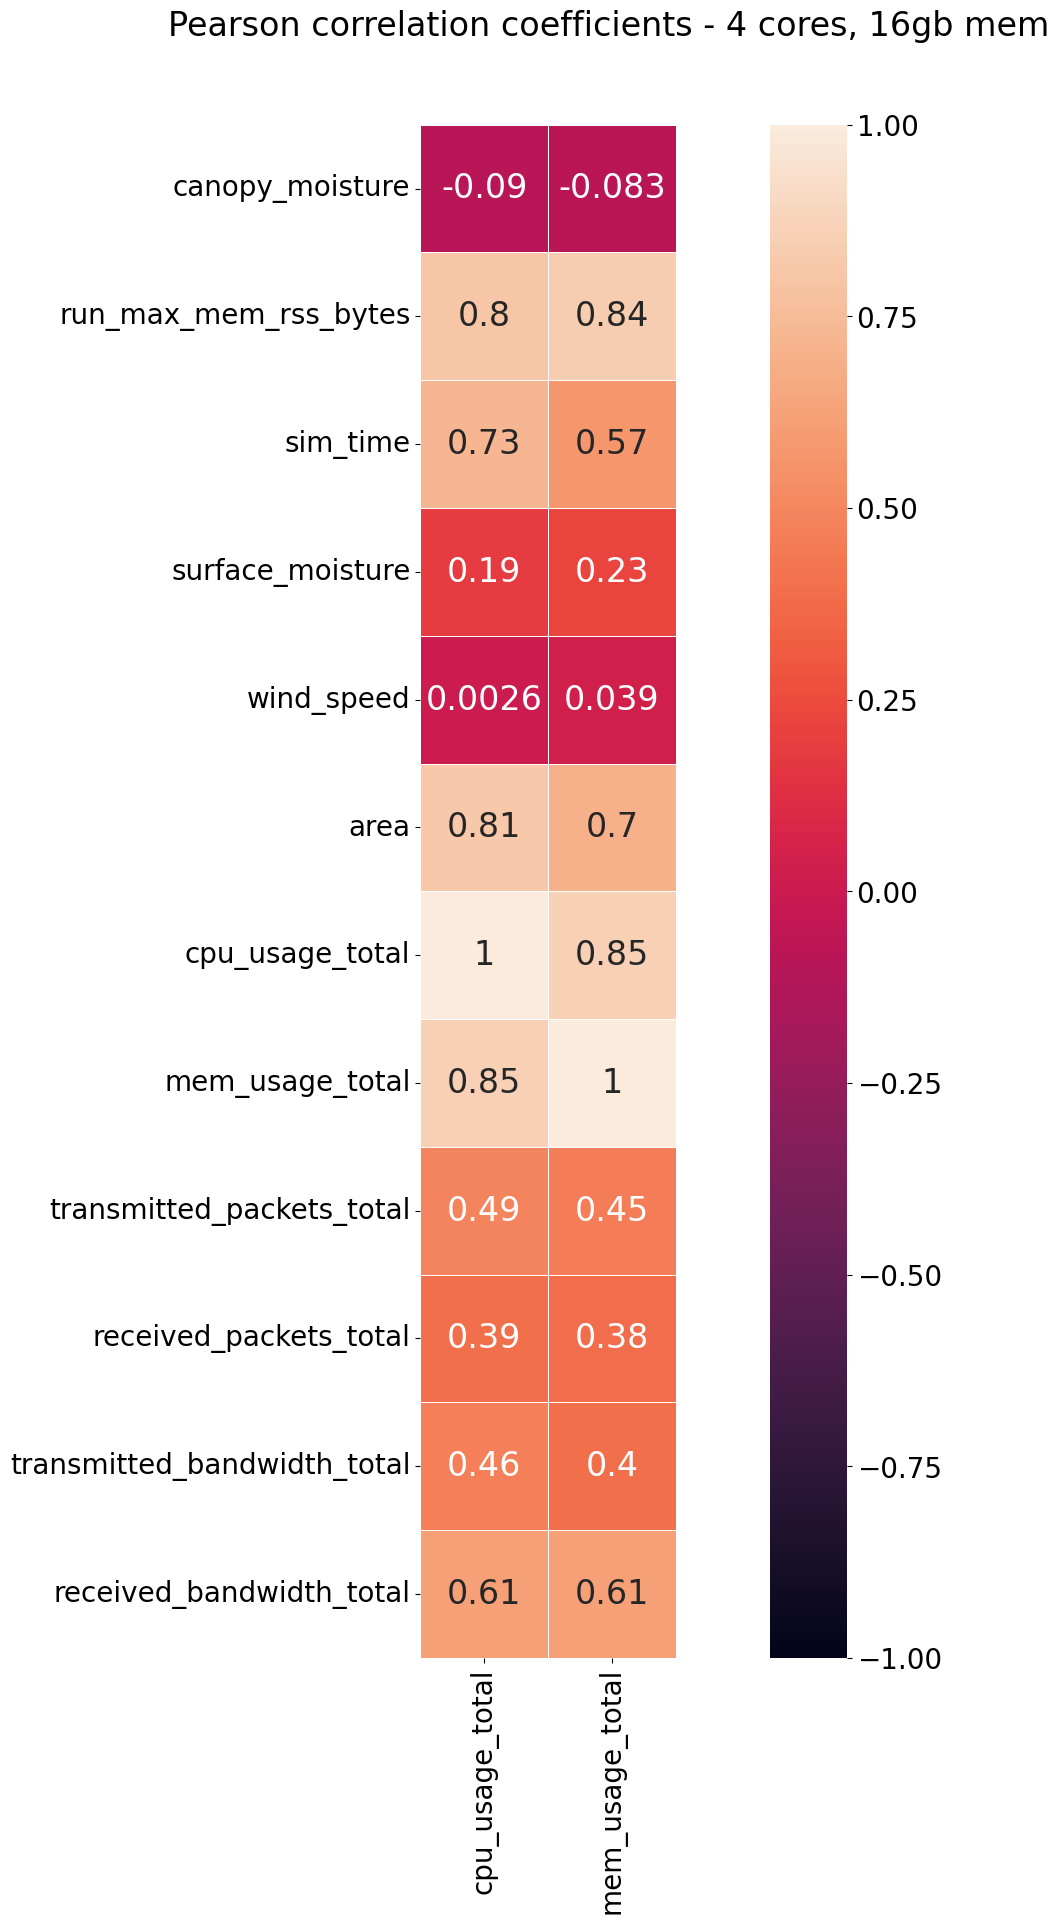 Pearson correlation coefficients - 4 cores, 16gb mem
canopy_moisture -0.09 -0.083
run_max_mem_rss_bytes 0.8 0.84
sim_time 0.73 0.57
surface_moisture 0.19 0.23
wind_speed 0.0026 0.039
area 0.81 0.7
cpu_usage_total 1 0.85
mem_usage_total 0.85 1
transmitted_packets_total 0.49 0.45
received_packets_total 0.39 0.38
transmitted_bandwidth_total 0.46 0.4
received_bandwidth_total 0.61 0.61
cpu_usage_total
mem_usage_total
1.00
0.75
0.50
0.25
0.00
−0.25
−0.50
−0.75
−1.00